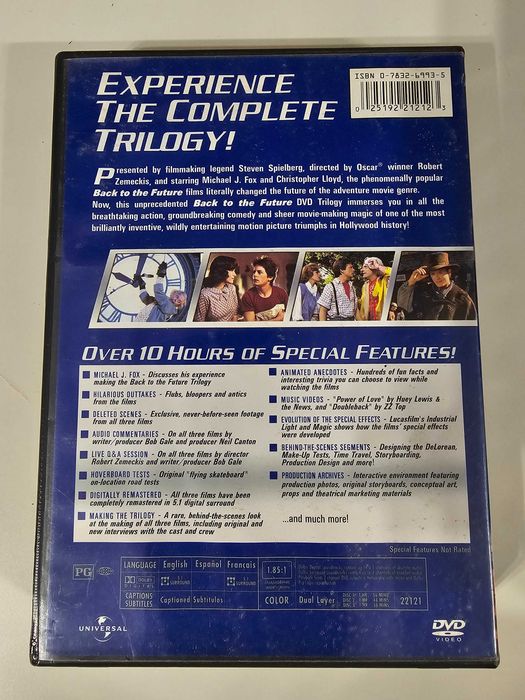 EXPERIENCE
THE COMPLETE
TRILOGY!
ISBN 0-7832-6993-5
0 25192 21212 3
Presented by filmmaking legend Steven Spielberg, directed by Oscar® winner Robert
Zemeckis, and starring Michael J. Fox and Christopher Lloyd, the phenomenally popular
Back to the Future films literally changed the future of the adventure movie genre.
Now, this unprecedented Back to the Future DVD Trilogy immerses you in all the
breathtaking action, groundbreaking comedy and sheer movie-making magic of one of the most
brilliantly inventive, wildly entertaining motion picture triumphs in Hollywood history!
OVER 10 HOURS OF SPECIAL FEATURES!
MICHAEL J. FOX - Discusses his experience
making the Back to the Future Trilogy
HILARIOUS OUTTAKES - Flubs, bloopers and antics
from the films
DELETED SCENES - Exclusive, never-before-seen footage
from all three films
AUDIO COMMENTARIES - On all three films by
writer/producer Bob Gale and producer Neil Canton
LIVE Q&A SESSION - On all films by director
Robert Zemeckis and writer/producer Bob Gale
HOVERBOARD TESTS - Original "flying skateboard"
on-location road tests
DIGITALLY REMASTERED - All three films have been
completely remastered in 5.1 digital surround
MAKING THE TRILOGY - A rare, behind-the-scenes look
at the making of all three films, including original and
new interviews with the cast and crew
ANIMATED ANECDOTES - Hundreds of fun facts and
interesting trivia you can choose to view while
watching the films
MUSIC VIDEOS - "Power of Love" by Huey Lewis &
the News, and "Doubleback" by ZZ Top
EVOLUTION OF THE SPECIAL EFFECTS - Lucasfilm's Industrial
Light and Magic shows how the films' special effects
were developed
BEHIND-THE-SCENES SEGMENTS - Designing the DeLorean,
Make-Up Tests, Time Travel, Storyboarding,
Production Design and more!
PRODUCTION ARCHIVES - Interactive environment featuring
production photos, original storyboards, conceptual art,
props and theatrical marketing materials
...and much more!
Special Features Not Rated
PG
LANGUAGE English Español Français 1.85:1
DOLBY DIGITAL 5.1 SURROUND 5.1 SURROUND
CAPTIONS SUBTITLES Captioned Subtitulos COLOR Dual Layer 22121
UNIVERSAL
DVD
VIDEO